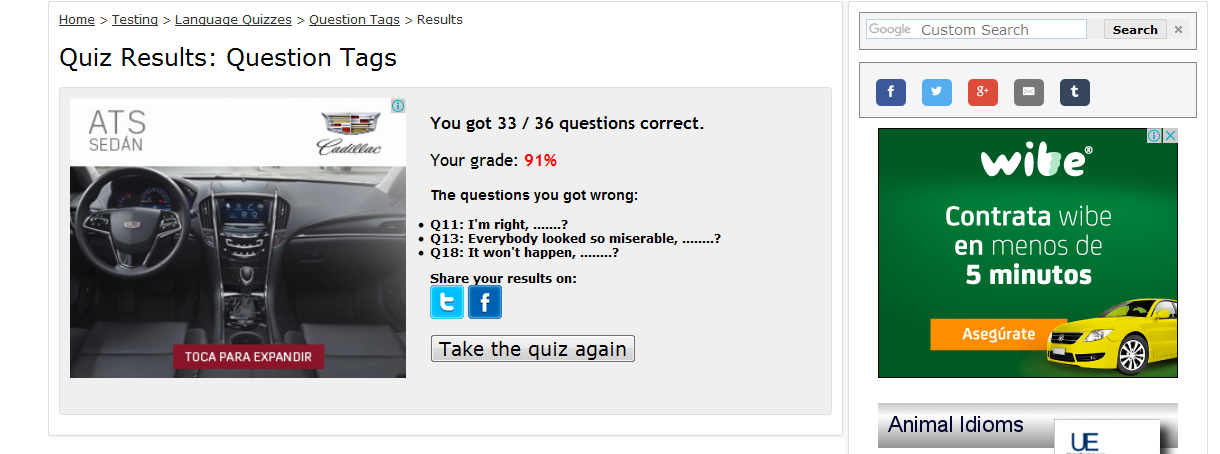 Home > Testing > Language Quizzes > Question Tags > Results
Quiz Results: Question Tags
ATS
SEDÁN
Cadillac
TOCA PARA EXPANDIR
You got 33 / 36 questions correct.
Your grade: 91%
The questions you got wrong:
• Q11: I'm right, .......?
• Q13: Everybody looked so miserable, ........?
• Q18: It won't happen, ........?
Share your results on:
Take the quiz again
Google Custom Search
Search
×
wibe®
Contrata wibe
en menos de
5 minutos
Asegúrate
Animal Idioms
UE